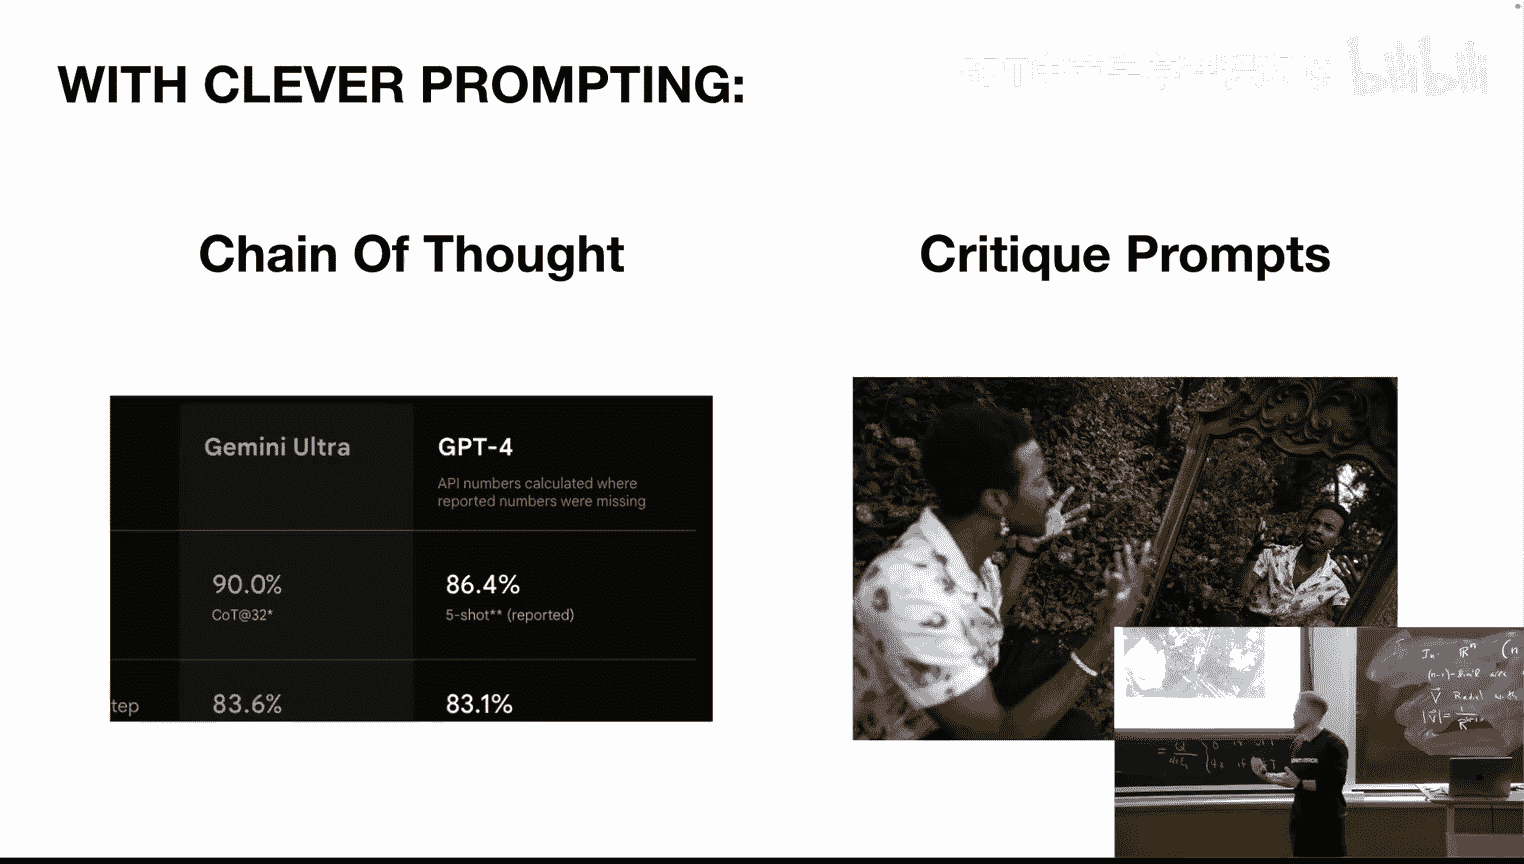 WITH CLEVER PROMPTING:
bilibili
Chain Of Thought
Critique Prompts
Gemini Ultra
GPT-4
API numbers calculated where
reported numbers were missing
90.0%
86.4%
CoT@32*
5-shot** (reported)
tep
83.6%
83.1%